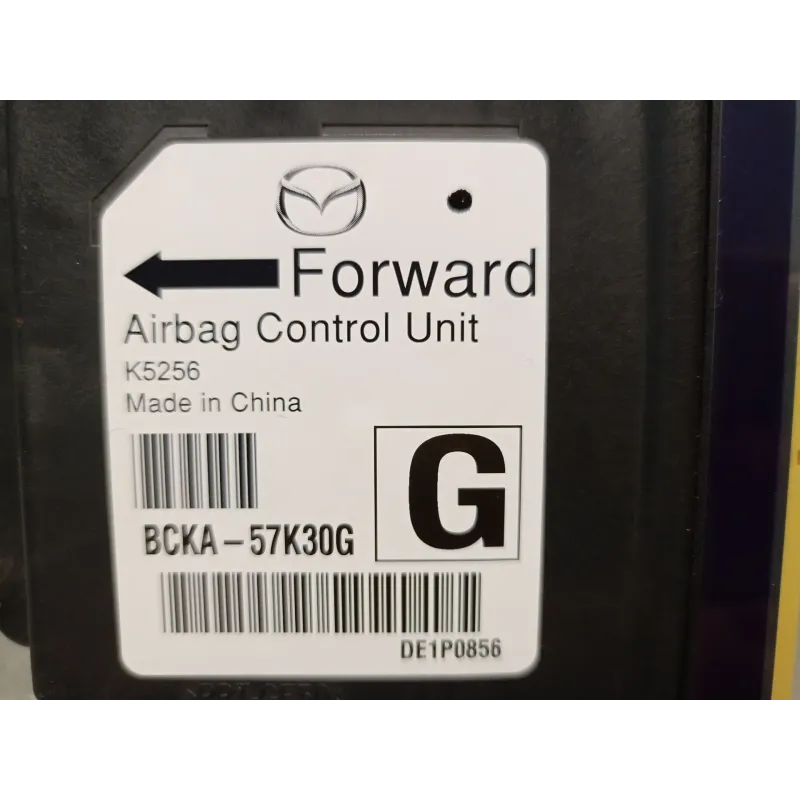 Forward
Airbag Control Unit
K5256
Made in China
G
BCKA-57K30G
DE1P0856